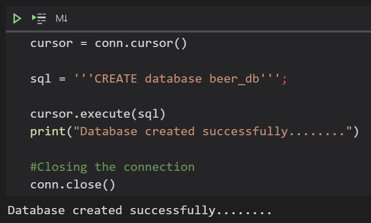 M↓
cursor = conn.cursor()
sql = '''CREATE database beer_db''';
cursor.execute(sql)
print("Database created successfully........")
#Closing the connection
conn.close()
Database created successfully........